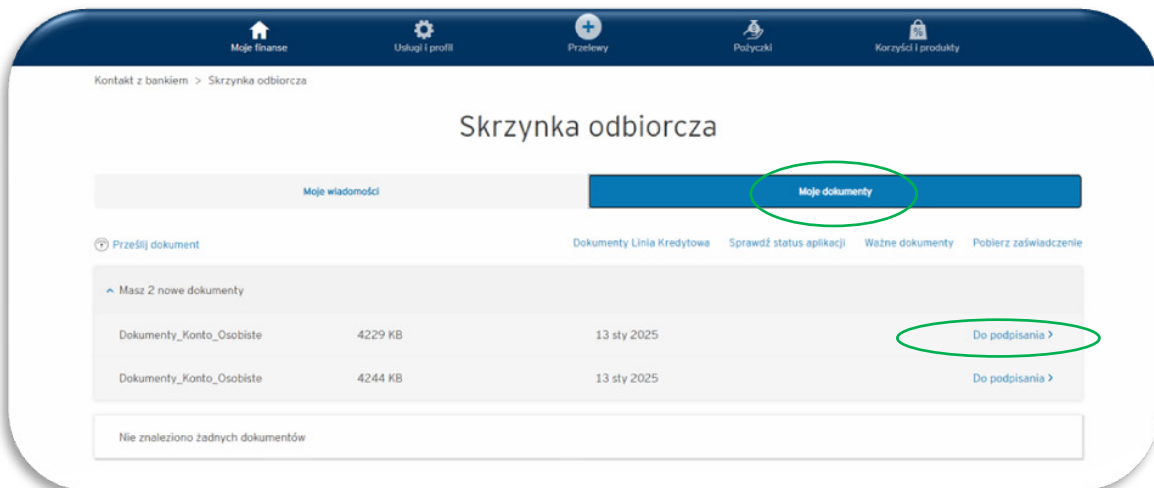 Moje finanse Usługi i profil Przelewy Pożyczki Korzyści i produkty
Kontakt z bankiem > Skrzynka odbiorcza
Skrzynka odbiorcza
Moje wiadomości Moje dokumenty
Prześlij dokument Dokumenty Linia Kredytowa Sprawdź status aplikacji Ważne dokumenty Pobierz zaświadczenie
Masz 2 nowe dokumenty
Dokumenty_Konto_Osobiste 4229 KB 13 sty 2025 Do podpisania >
Dokumenty_Konto_Osobiste 4244 KB 13 sty 2025 Do podpisania >
Nie znaleziono żadnych dokumentów